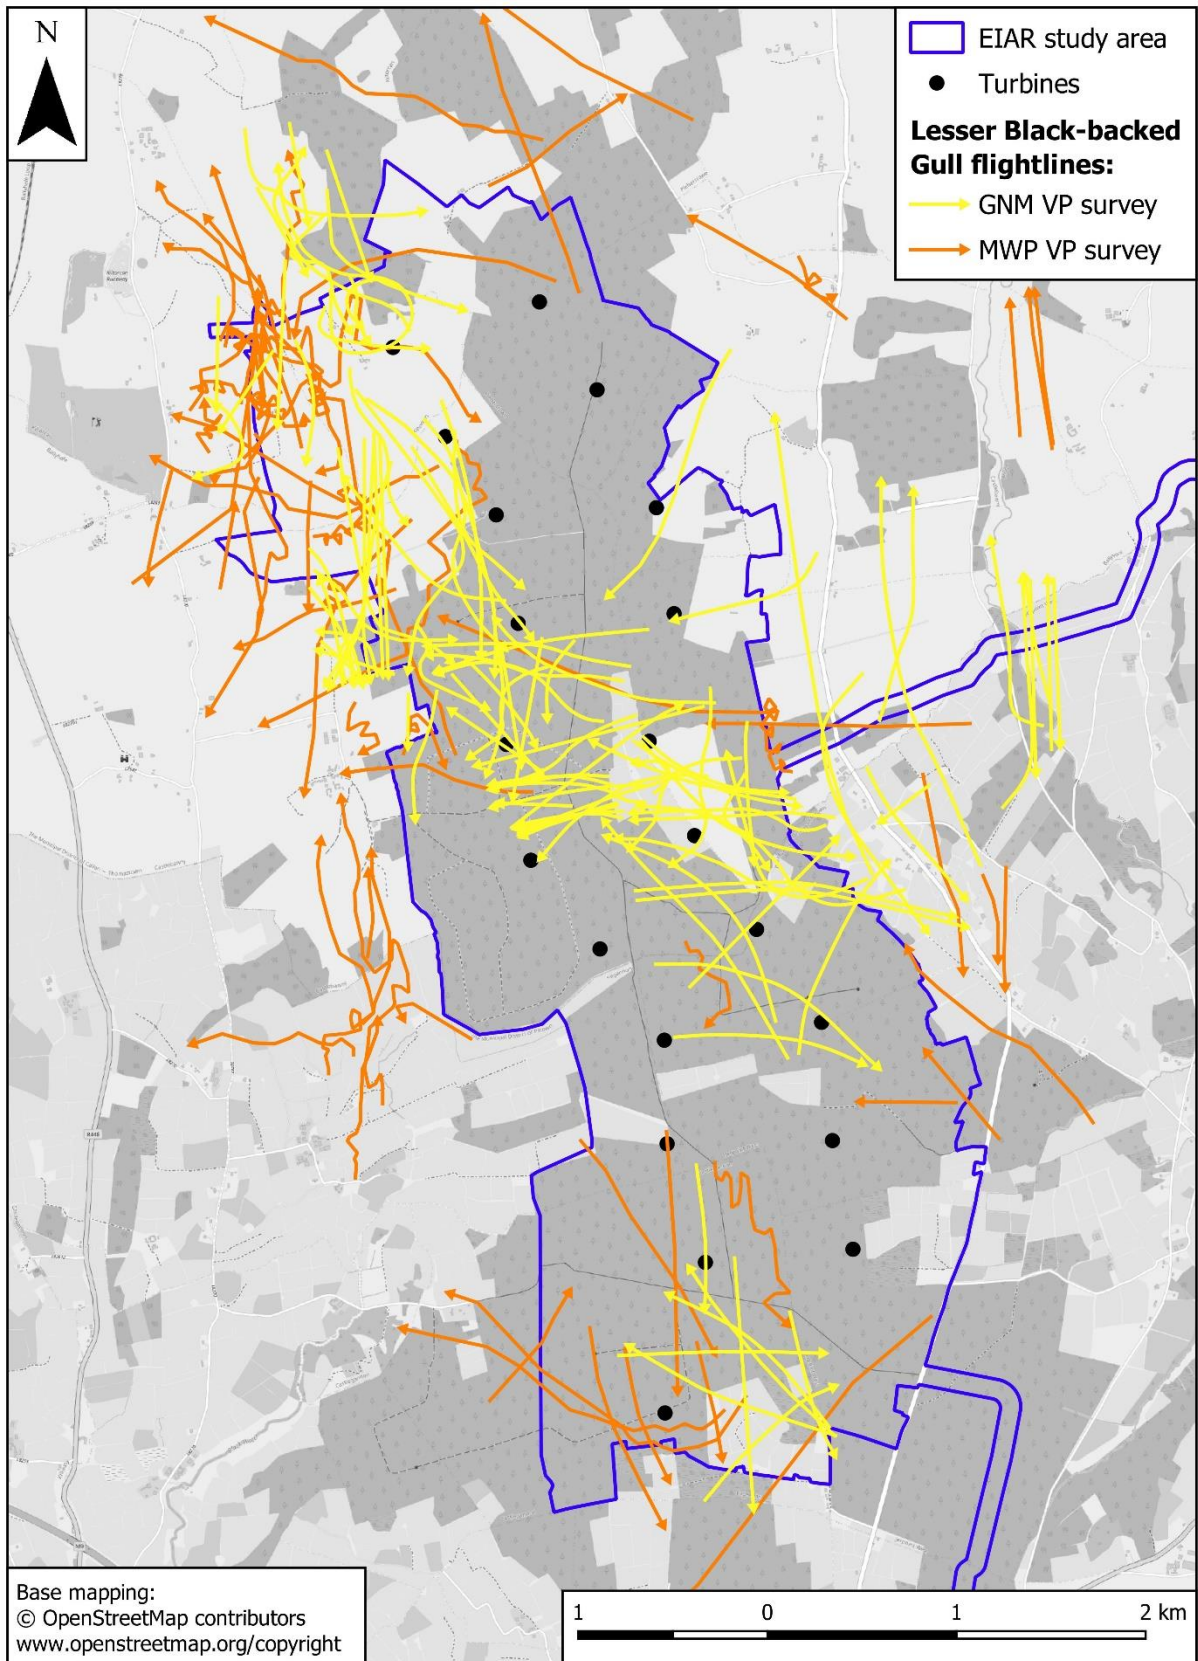 N
EIAR study area
Turbines
Lesser Black-backed
Gull flightlines:
GNM VP survey
MWP VP survey
Base mapping:
© OpenStreetMap contributors
www.openstreetmap.org/copyright
1 0 1 2 km